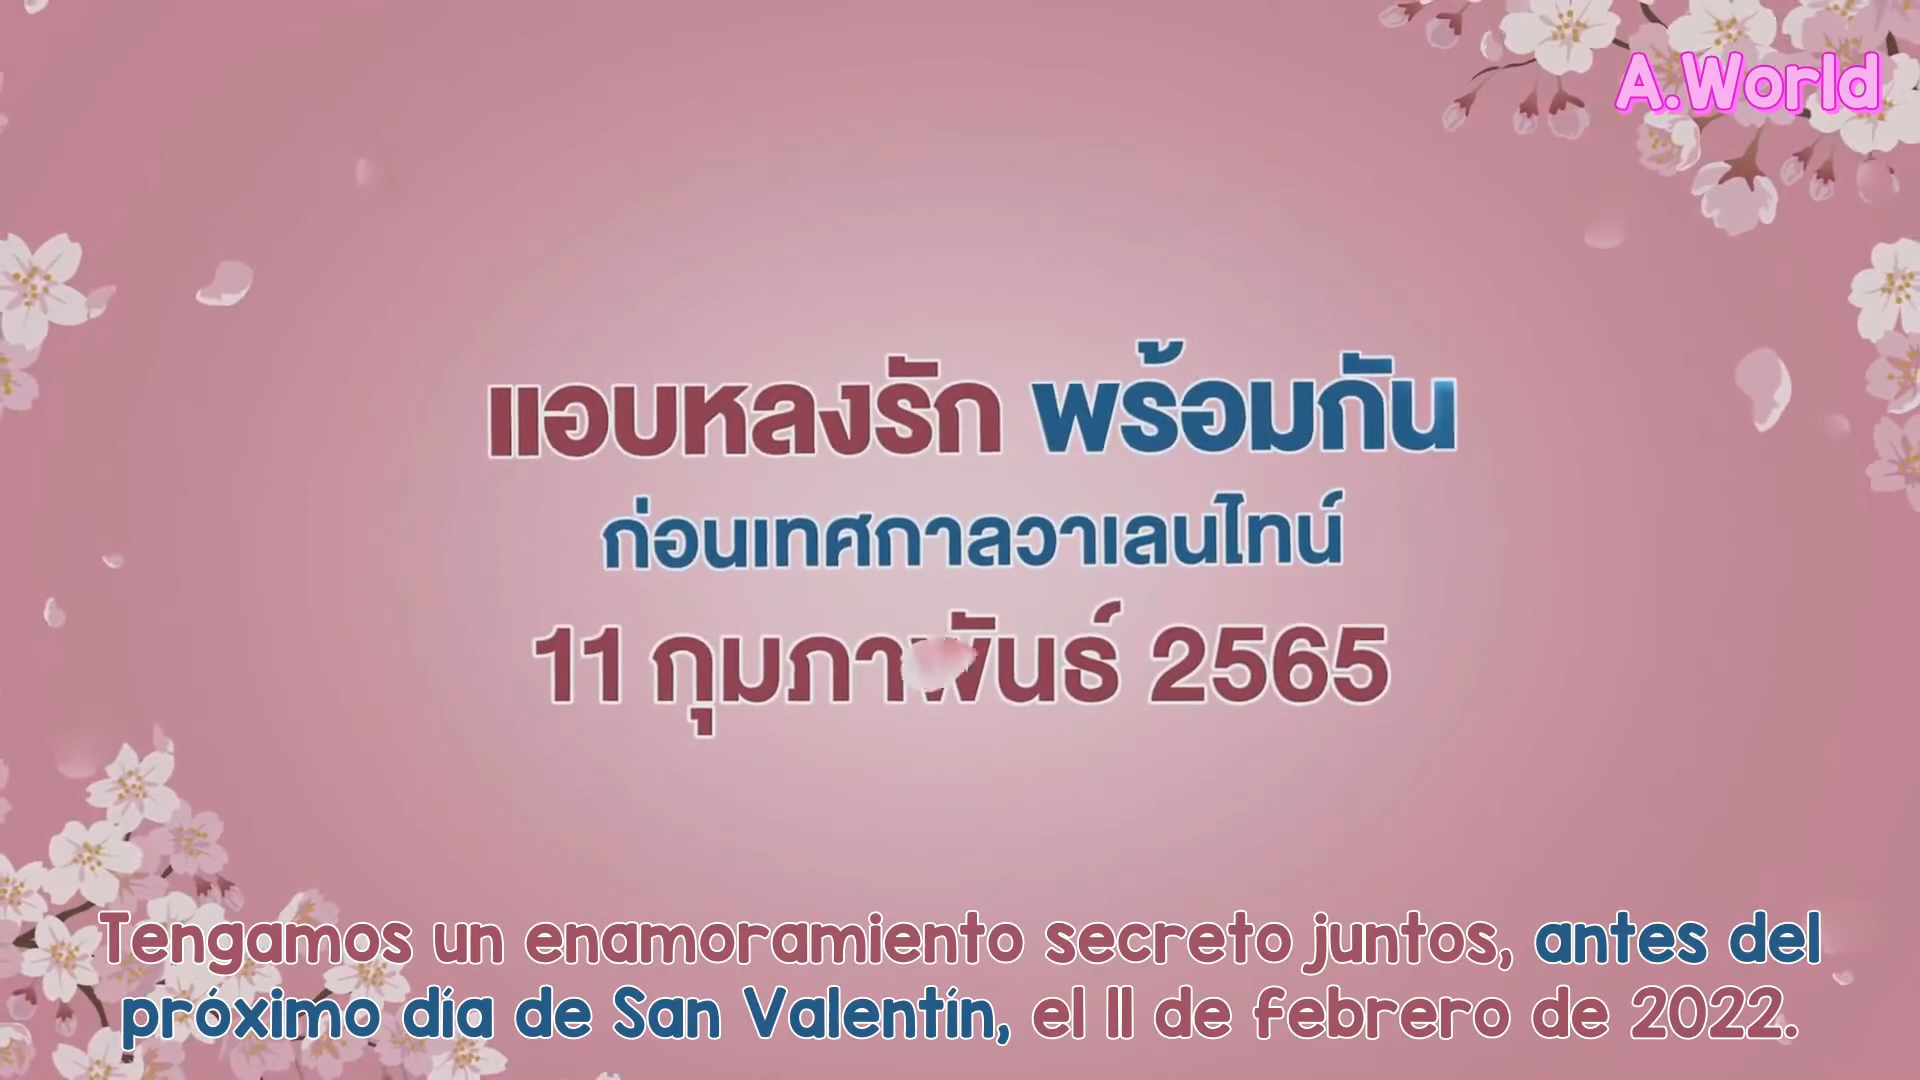 A.World
แอบหลงรัก พร้อมกัน
ก่อนเทศกาลวาเลนไทน์
11 กุมภาพันธ์ 2565
Tengamos un enamoramiento secreto juntos, antes del
próximo día de San Valentín, el 11 de febrero de 2022.